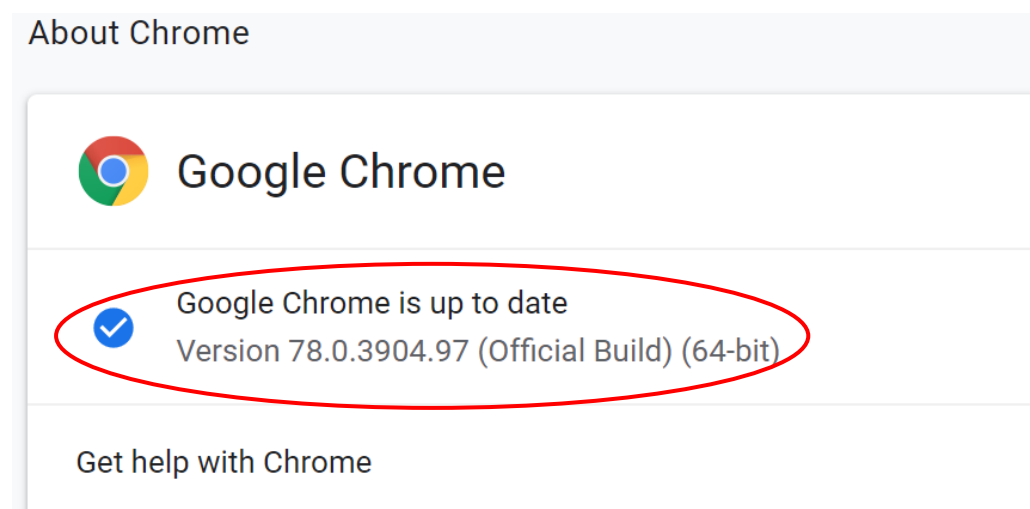 About Chrome
Google Chrome
Google Chrome is up to date
Version 78.0.3904.97 (Official Build) (64-bit)
Get help with Chrome